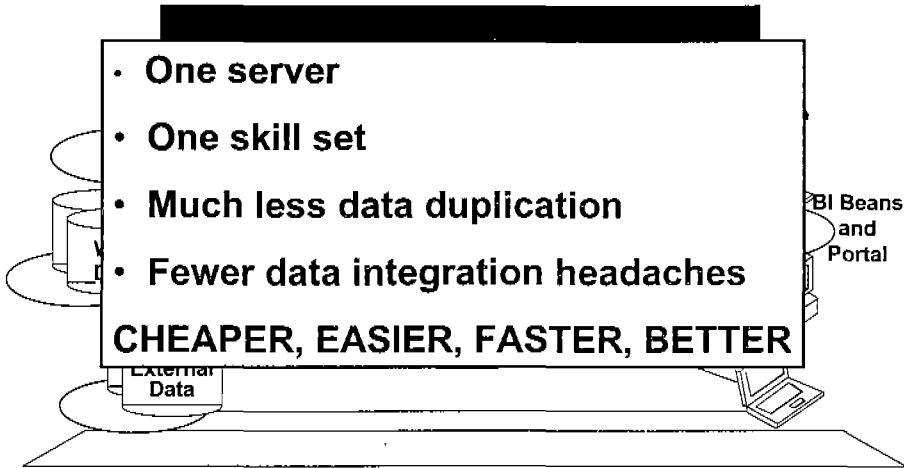 • One server
• One skill set
• Much less data duplication
• Fewer data integration headaches
CHEAPER, EASIER, FASTER, BETTER
BI Beans
and
Portal
External
Data